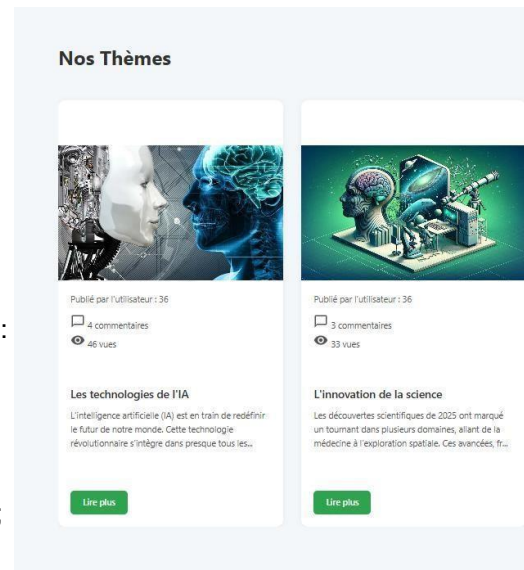 Nos Thèmes
Publié par l'utilisateur : 36
4 commentaires
46 vues
Les technologies de l'IA
L'intelligence artificielle (IA) est en train de redéfinir
le futur de notre monde. Cette technologie
révolutionnaire s'intègre dans presque tous les...
Lire plus
Publié par l'utilisateur : 36
3 commentaires
33 vues
L'innovation de la science
Les découvertes scientifiques de 2025 ont marqué
un tournant dans plusieurs domaines, allant de la
médecine à l'exploration spatiale. Ces avancées, fr...
Lire plus
: